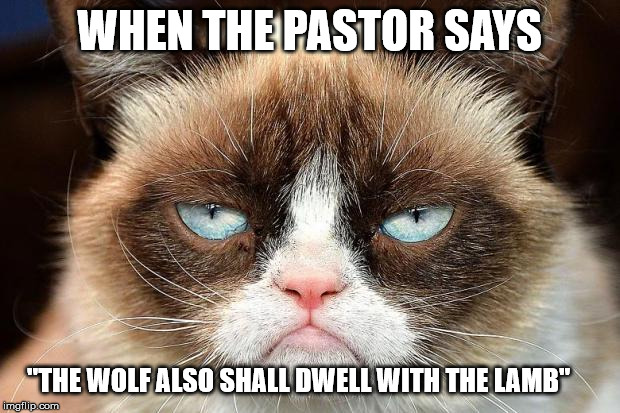 WHEN THE PASTOR SAYS
"THE WOLF ALSO SHALL DWELL WITH THE LAMB"
imgflip.com